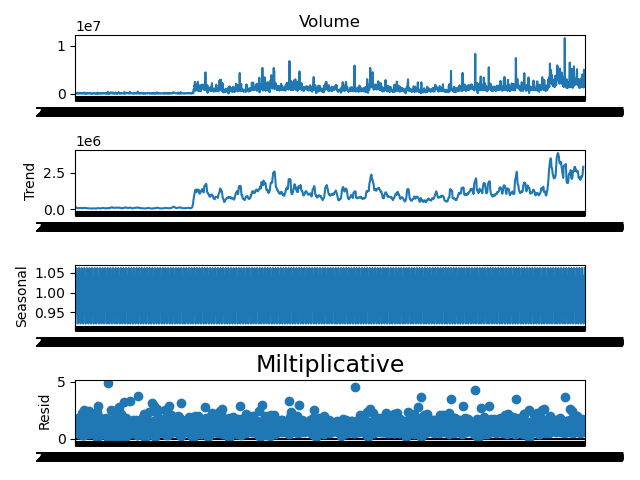 Volume
1e7
1
0
1e6
2.5
0.0
Trend
1.05
1.00
0.95
Seasonal
Miltiplicative
5
0
Resid